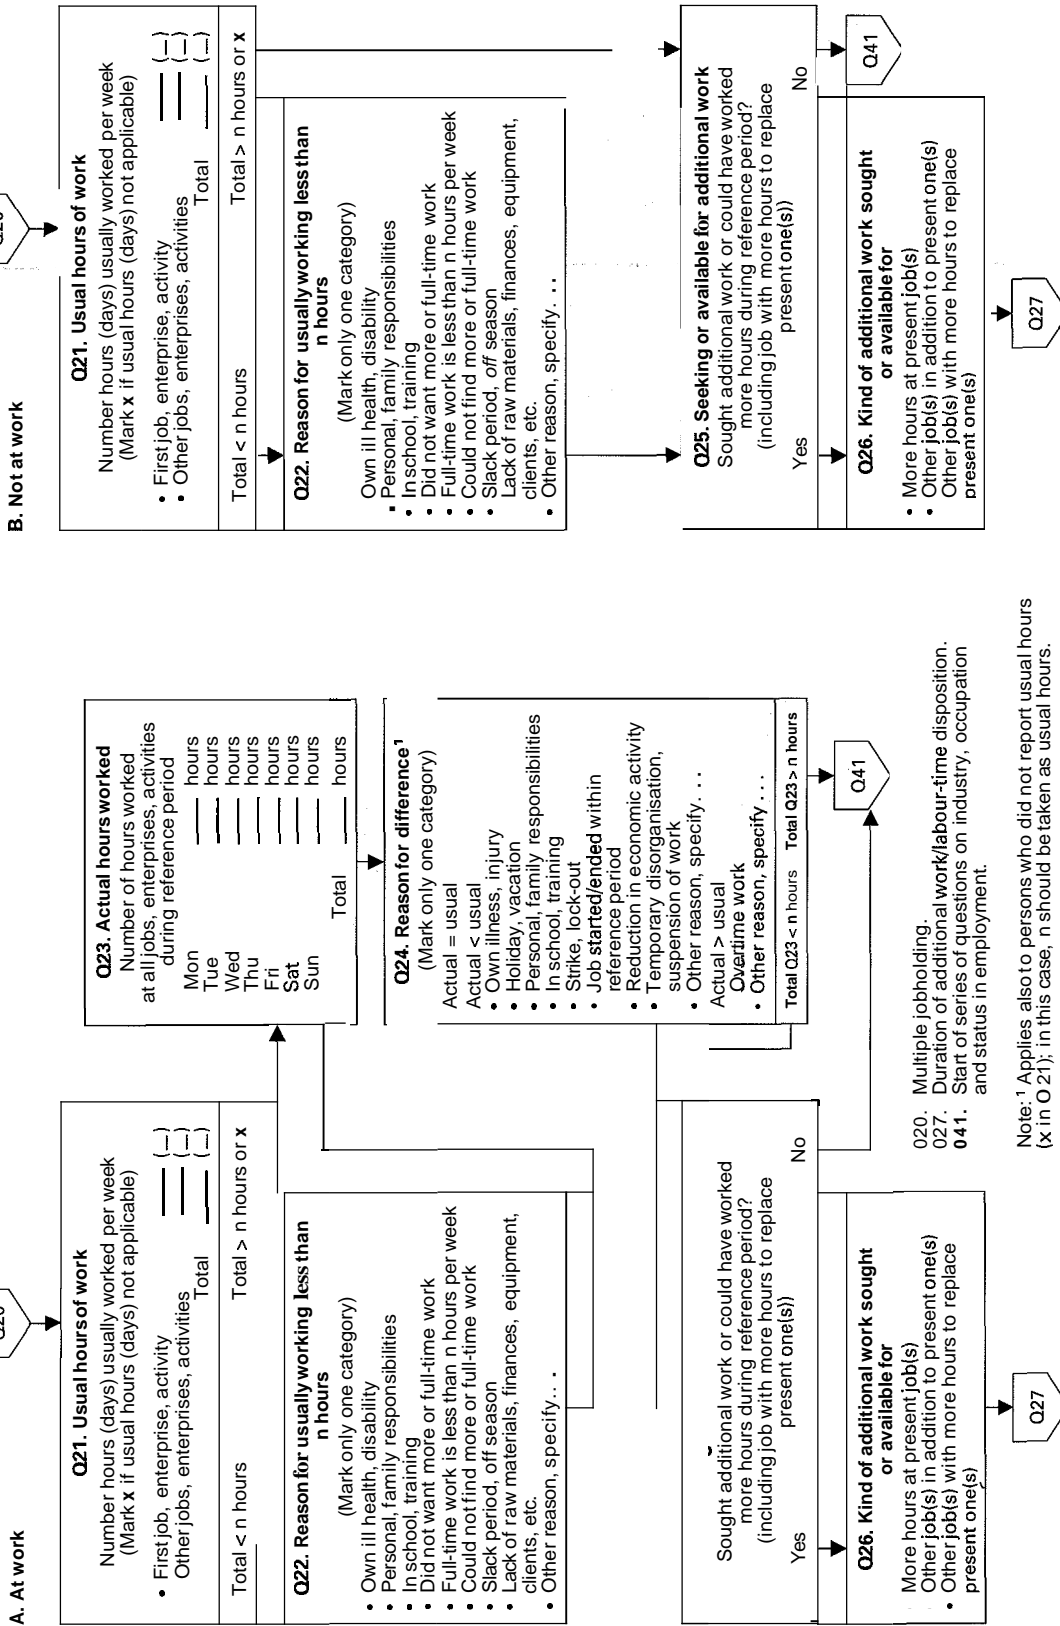 A. At work
Q21. Usual hours of work
Number hours (days) usually worked per week
(Mark x if usual hours (days) not applicable)
• First job, enterprise, activity ___ (_)
Other jobs, enterprises, activities ___ (_)
Total ___ (_)
Total < n hours Total > n hours or x
Q22. Reason for usually working less than
n hours
(Mark only one category)
• Own ill health, disability
• Personal, family responsibilities
• In school, training
• Did not want more or full-time work
• Full-time work is less than n hours per week
• Could not find more or full-time work
• Slack period, off season
• Lack of raw materials, finances, equipment,
clients, etc.
• Other reason, specify. . .
Sought additional work or could have worked
more hours during reference period?
(including job with more hours to replace
present one(s))
Yes No
Q26. Kind of additional work sought
or available for
More hours at present job(s)
Other job(s) in addition to present one(s)
• Other job(s) with more hours to replace
present one(s)
Q27
Q23. Actual hours worked
Number of hours worked
at all jobs, enterprises, activities
during reference period
Mon ___ hours
Tue ___ hours
Wed ___ hours
Thu ___ hours
Fri ___ hours
Sat ___ hours
Sun ___ hours
Total ___ hours
Q24. Reason for difference¹
(Mark only one category)
Actual = usual
Actual < usual
• Own illness, injury
• Holiday, vacation
• Personal, family responsibilities
• In school, training
• Strike, lock-out
• Job started/ended within
reference period
• Reduction in economic activity
• Temporary disorganisation,
suspension of work
• Other reason, specify. . .
Actual > usual
Overtime work
• Other reason, specify . . .
Total Q23 < n hours Total Q23 > n hours
Q41
020. Multiple jobholding.
027. Duration of additional work/labour-time disposition.
041. Start of series of questions on industry, occupation
and status in employment.
Note: ¹ Applies also to persons who did not report usual hours
(x in O 21); in this case, n should be taken as usual hours.
B. Not at work
Q21. Usual hours of work
Number hours (days) usually worked per week
(Mark x if usual hours (days) not applicable)
• First job, enterprise, activity ___ (_)
• Other jobs, enterprises, activities ___ (_)
Total ___ (_)
Total < n hours Total > n hours or x
Q22. Reason for usually working less than
n hours
(Mark only one category)
Own ill health, disability
• Personal, family responsibilities
• In school, training
• Did not want more or full-time work
• Full-time work is less than n hours per week
• Could not find more or full-time work
• Slack period, off season
Lack of raw materials, finances, equipment,
clients, etc.
• Other reason, specify. . .
Q25. Seeking or available for additional work
Sought additional work or could have worked
more hours during reference period?
(including job with more hours to replace
present one(s))
Yes No
Q41
Q26. Kind of additional work sought
or available for
• More hours at present job(s)
• Other job(s) in addition to present one(s)
Other job(s) with more hours to replace
present one(s)
Q27